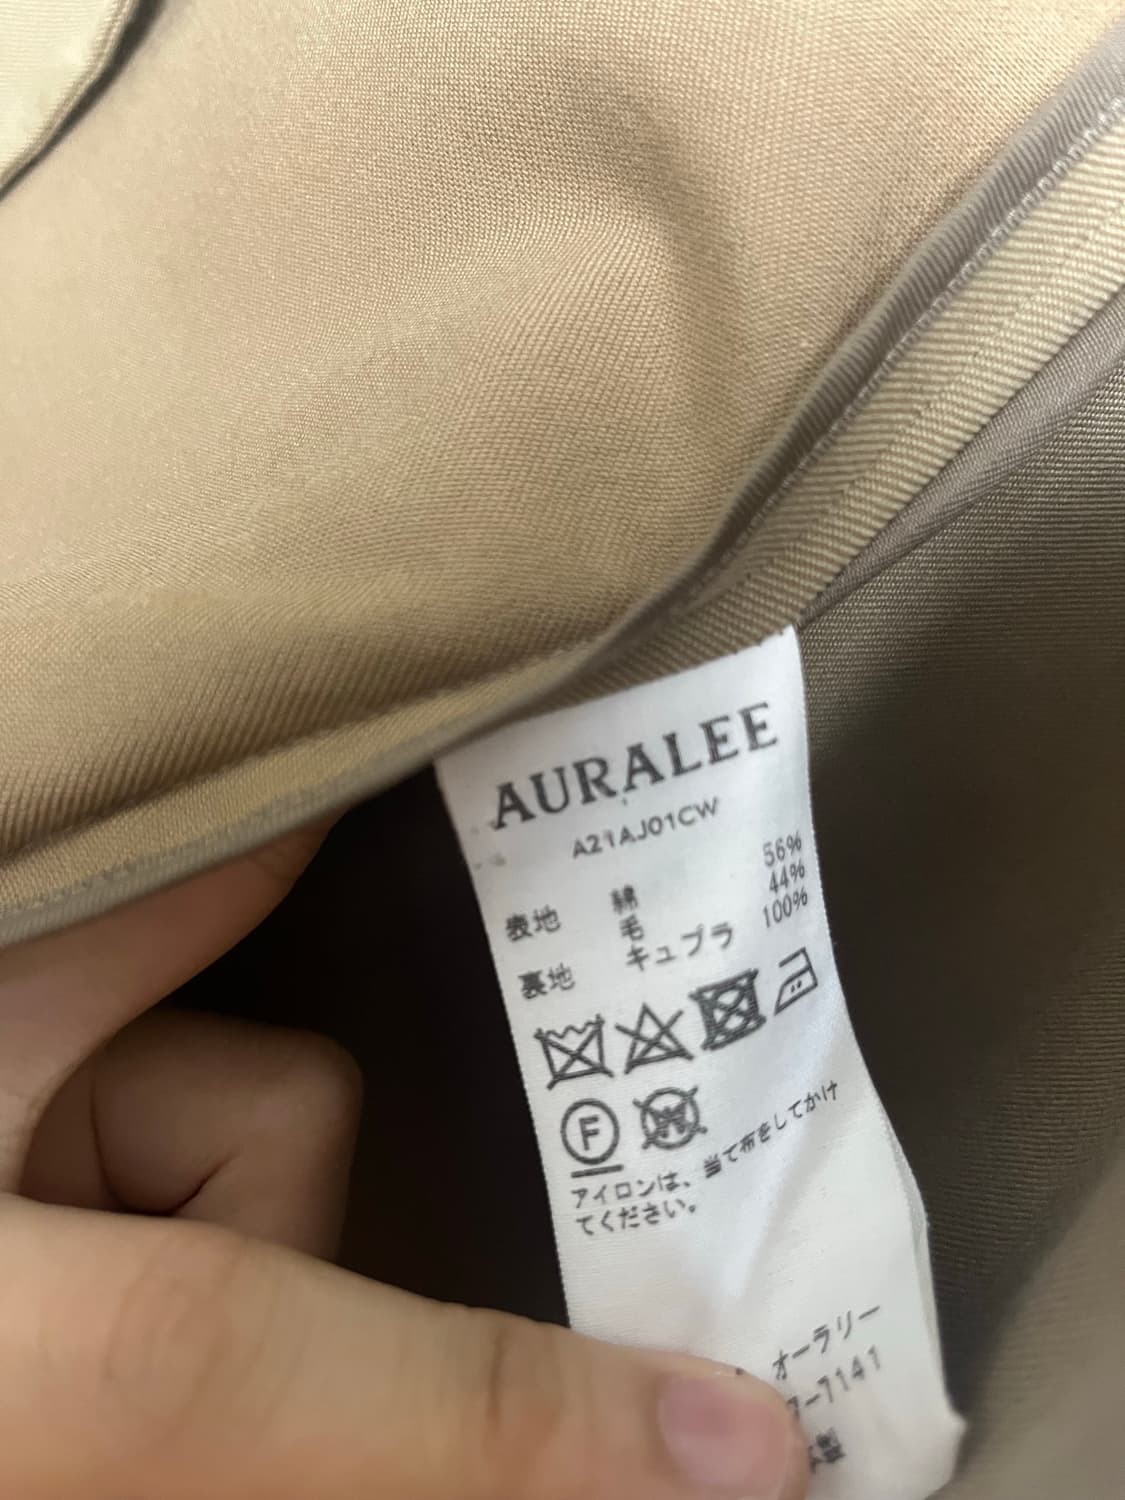 AURALEE
A21AJ01CW
表地 綿 56%
毛 44%
裏地 キュプラ 100%
F
W
アイロンは、当て布をしてかけ
てください。
オーラリー
-7141